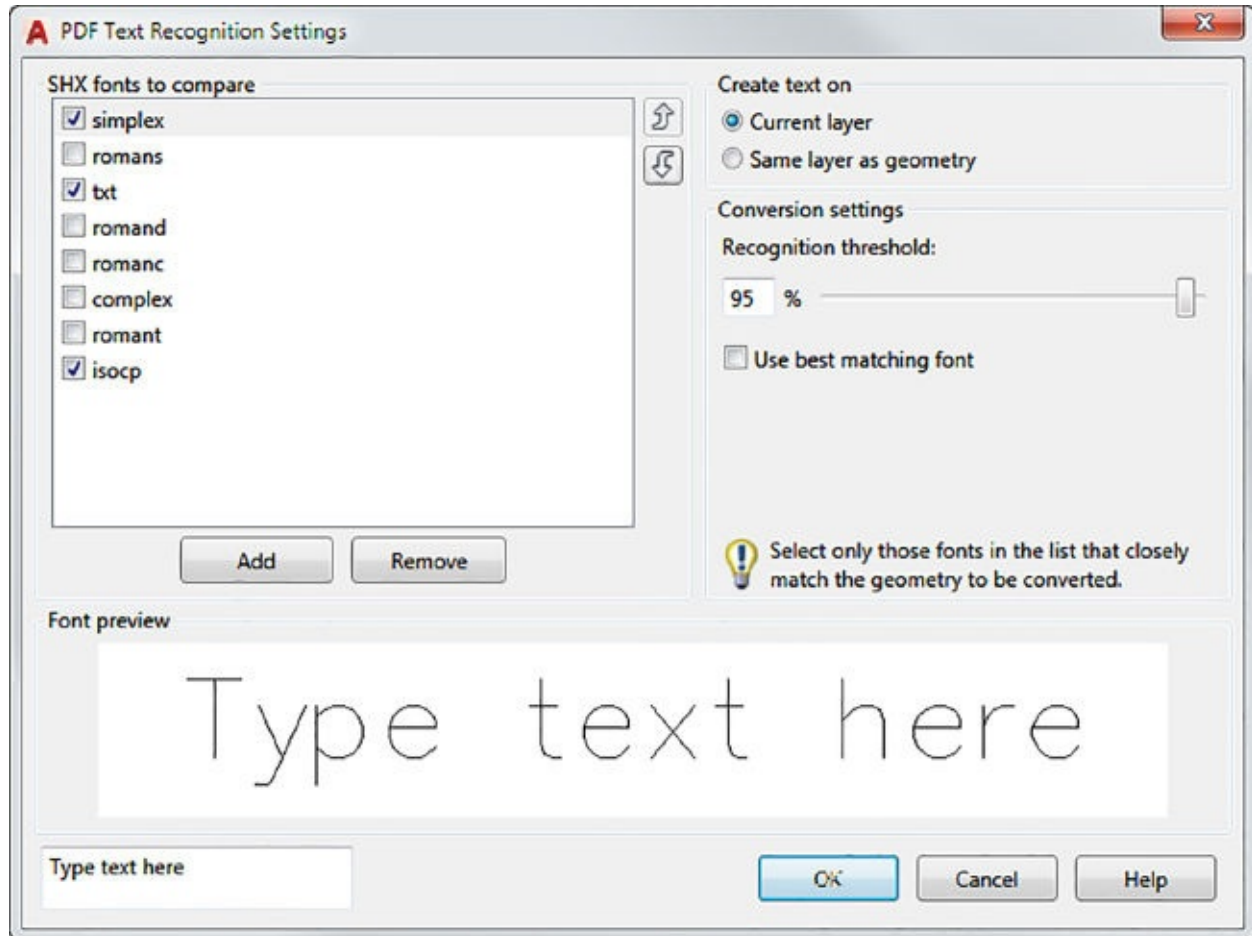 PDF Text Recognition Settings
SHX fonts to compare
simplex
romans
txt
romand
romanc
complex
romant
isocp
Add
Remove
Create text on
Current layer
Same layer as geometry
Conversion settings
Recognition threshold:
95 %
Use best matching font
Select only those fonts in the list that closely
match the geometry to be converted.
Font preview
Type text here
Type text here
OK
Cancel
Help